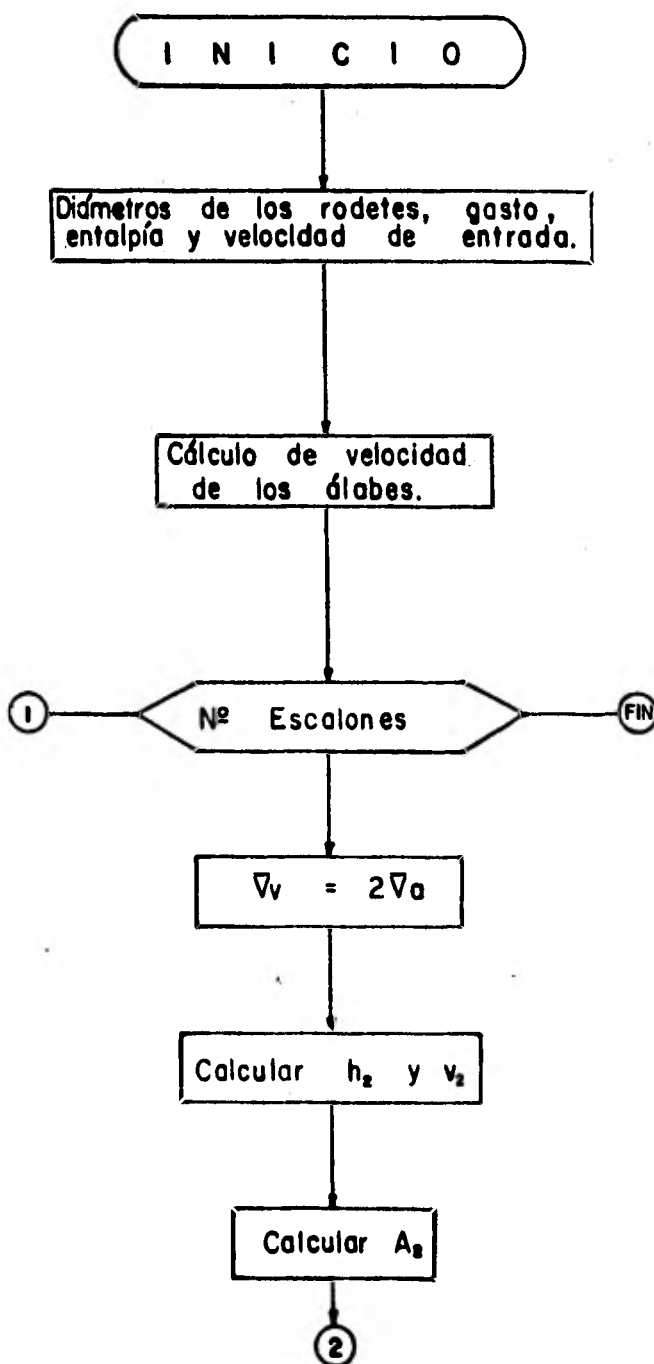 I N I C I O
Diámetros de los rodetes, gasto,
entalpía y velocidad de entrada.
Cálculo de velocidad
de los álabes.
1
Nº Escalones
FIN
∇v = 2∇a
Calcular h₂ y v₂
Calcular A₂
2